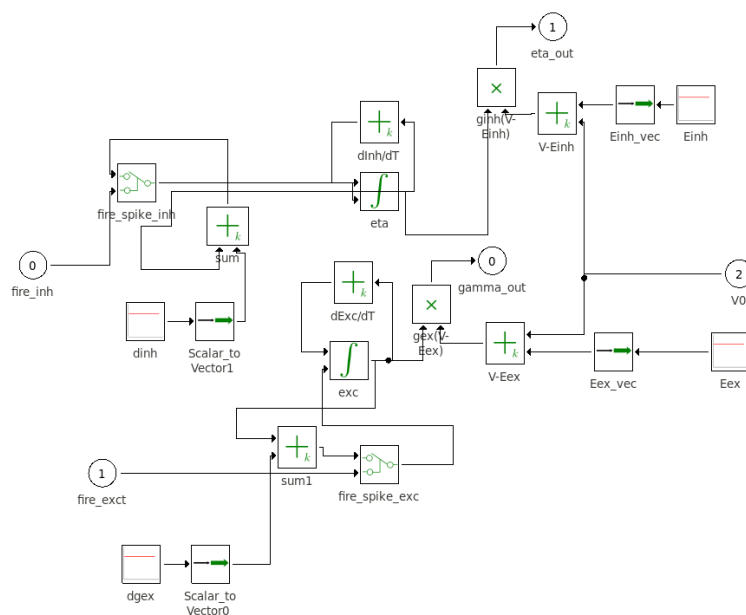 1
eta_out
×
ginh(V-
Einh)
+k
V-Einh
Einh_vec
Einh
+k
dInh/dT
∫
eta
fire_spike_inh
+k
sum
0
fire_inh
dinh
Scalar_to
Vector1
0
gamma_out
2
V0
+k
dExc/dT
×
gex(V-
Eex)
∫
exc
+k
V-Eex
Eex_vec
Eex
+k
sum1
fire_spike_exc
1
fire_exct
dgex
Scalar_to
Vector0